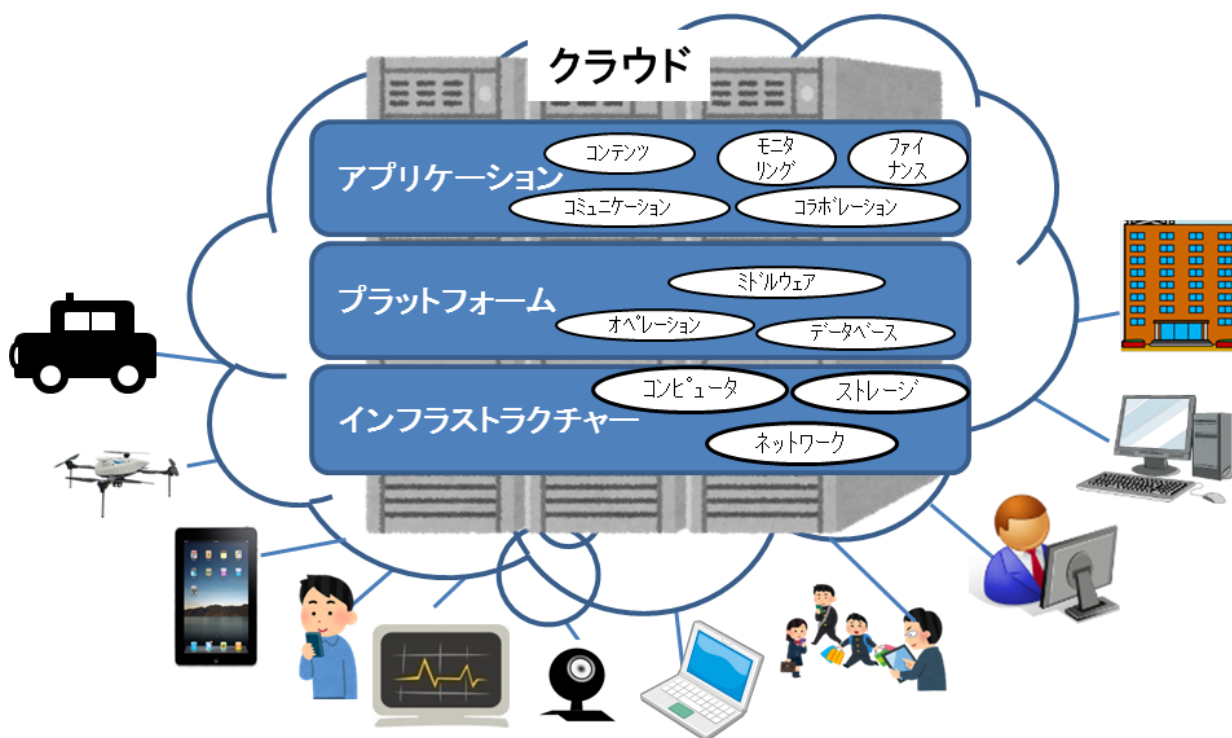 クラウド
アプリケーション
コンテンツ
モニタ
リング
ファイ
ナンス
コミュニケーション
コラボレーション
プラットフォーム
ミドルウェア
オペレーション
データベース
インフラストラクチャー
コンピュータ
ストレージ
ネットワーク